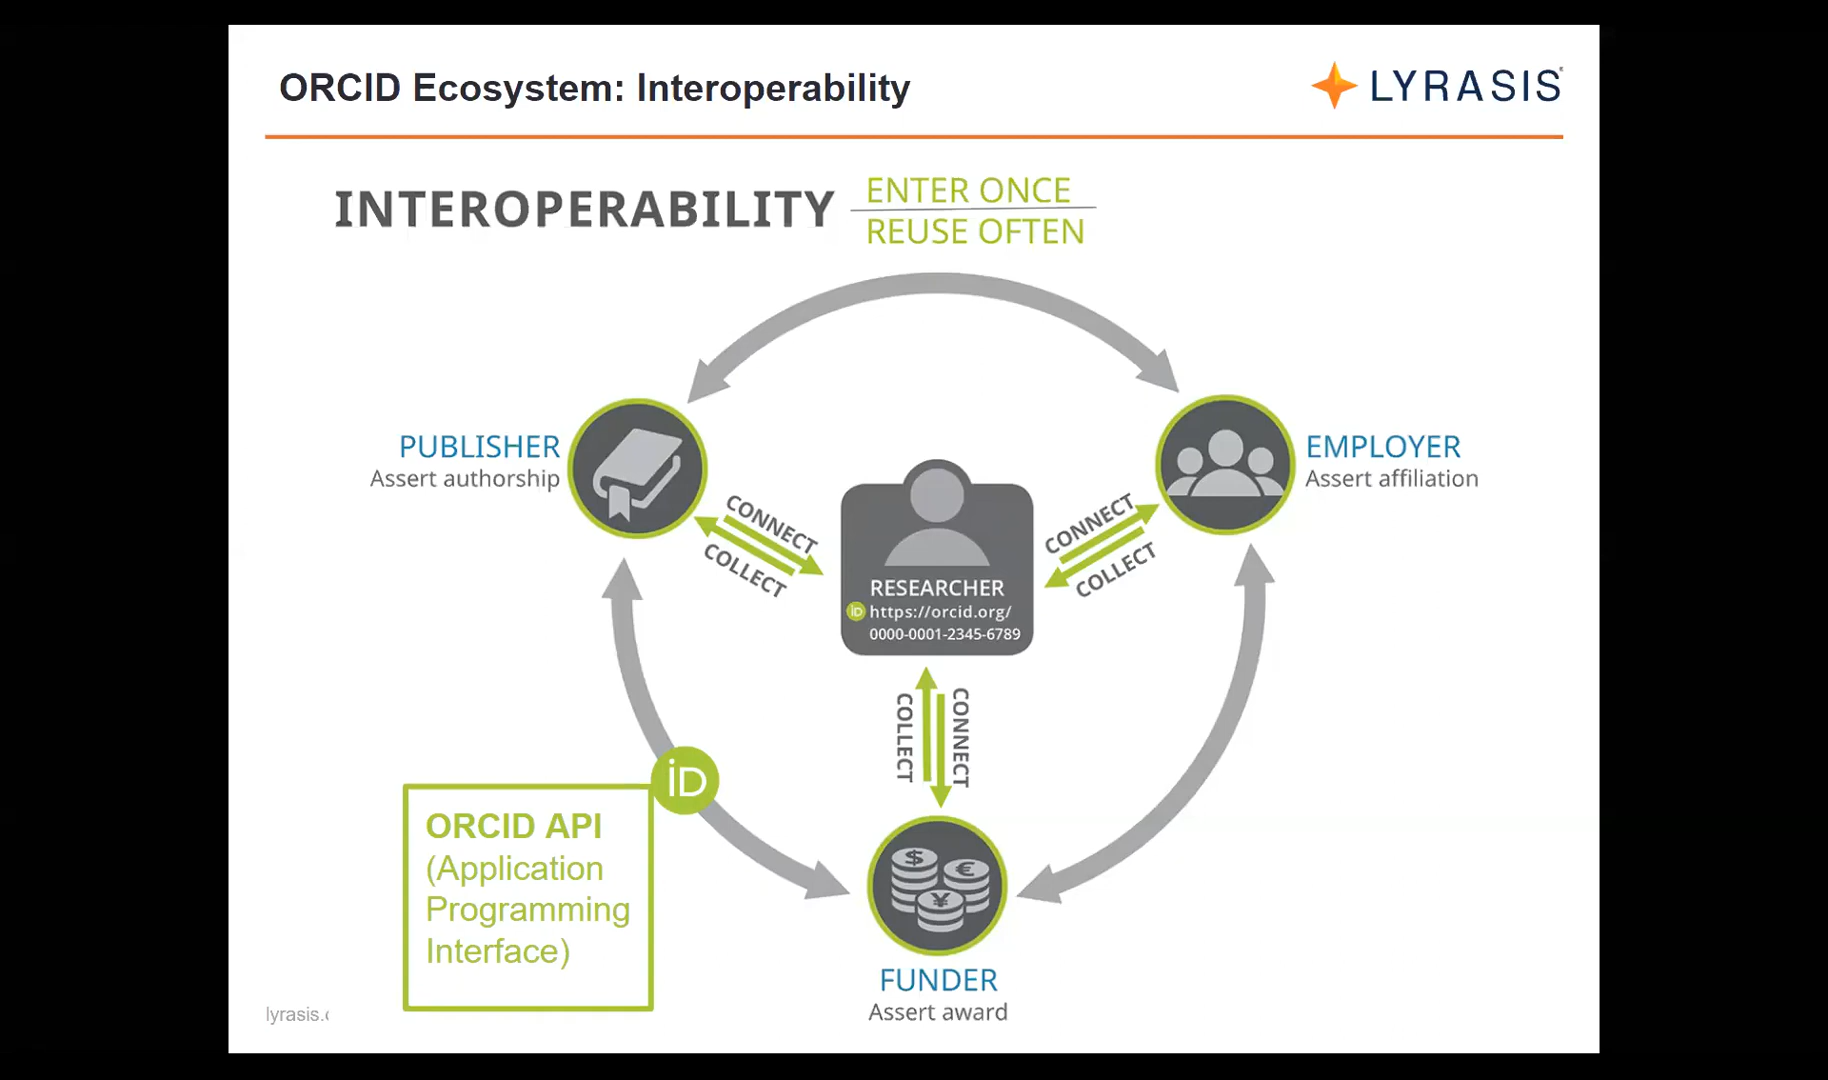 ORCID Ecosystem: Interoperability
LYRASIS
INTEROPERABILITY
ENTER ONCE
REUSE OFTEN
PUBLISHER
Assert authorship
EMPLOYER
Assert affiliation
CONNECT
COLLECT
CONNECT
COLLECT
RESEARCHER
iD https://orcid.org/
0000-0001-2345-6789
COLLECT
CONNECT
iD
ORCID API
(Application
Programming
Interface)
$
€
¥
FUNDER
Assert award